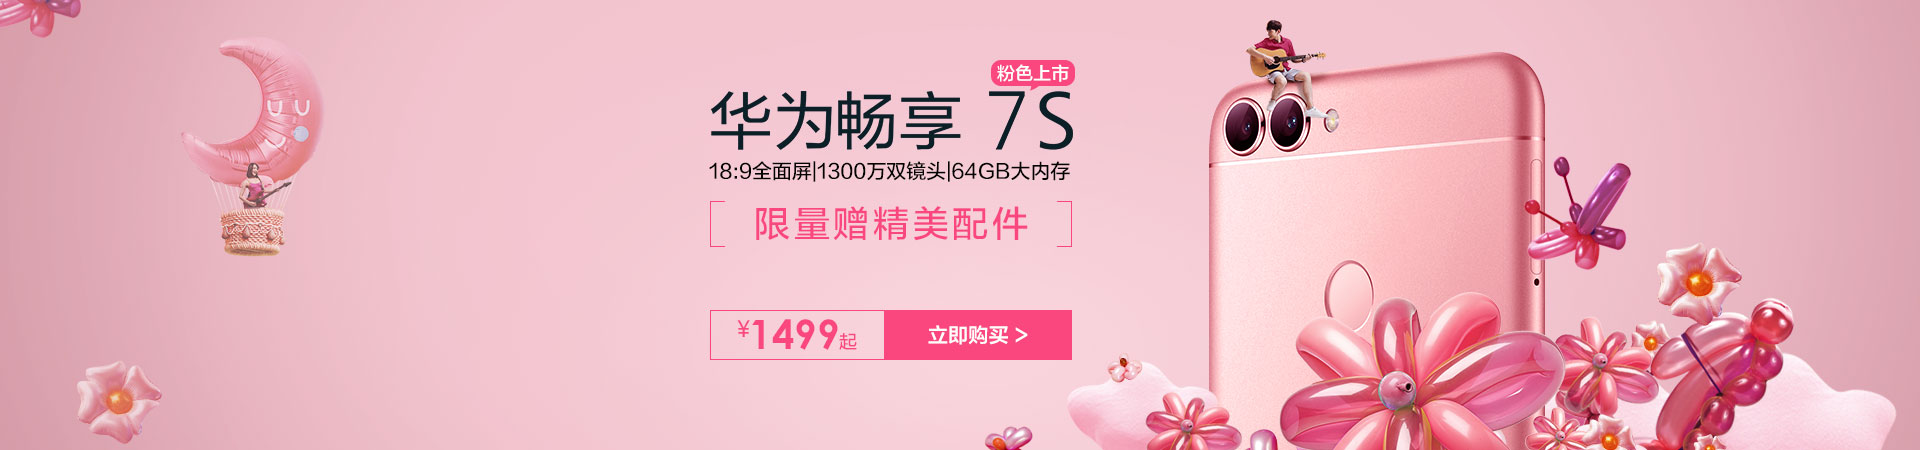 粉色上市
华为畅享 7S
18:9全面屏|1300万双镜头|64GB大内存
限量赠精美配件
¥1499起
立即购买 >